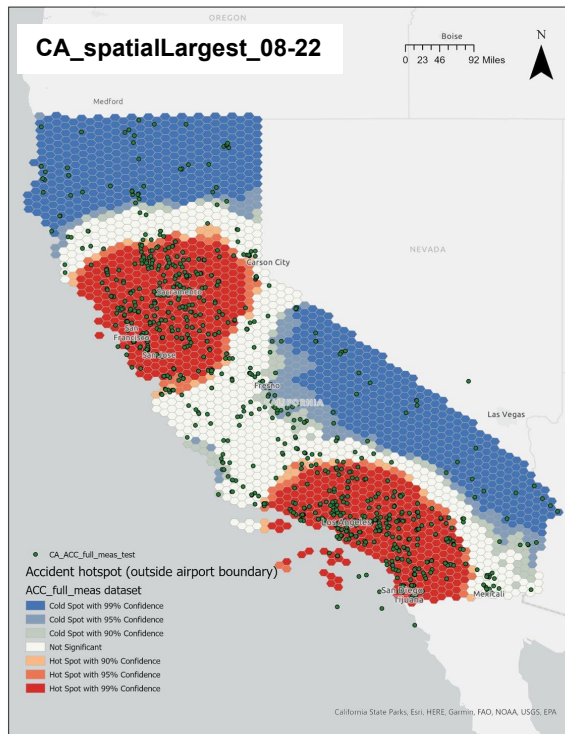 OREGON
CA_spatialLargest_08-22
Boise
N
0 23 46 92 Miles
Medford
NEVADA
Carson City
Sacramento
San
Francisco
San Jose
Fresno
CALIFORNIA
Las Vegas
Los Angeles
San Diego
Tijuana
Mexicali
CA_ACC_full_meas_test
Accident hotspot (outside airport boundary)
ACC_full_meas dataset
Cold Spot with 99% Confidence
Cold Spot with 95% Confidence
Cold Spot with 90% Confidence
Not Significant
Hot Spot with 90% Confidence
Hot Spot with 95% Confidence
Hot Spot with 99% Confidence
California State Parks, Esri, HERE, Garmin, FAO, NOAA, USGS, EPA